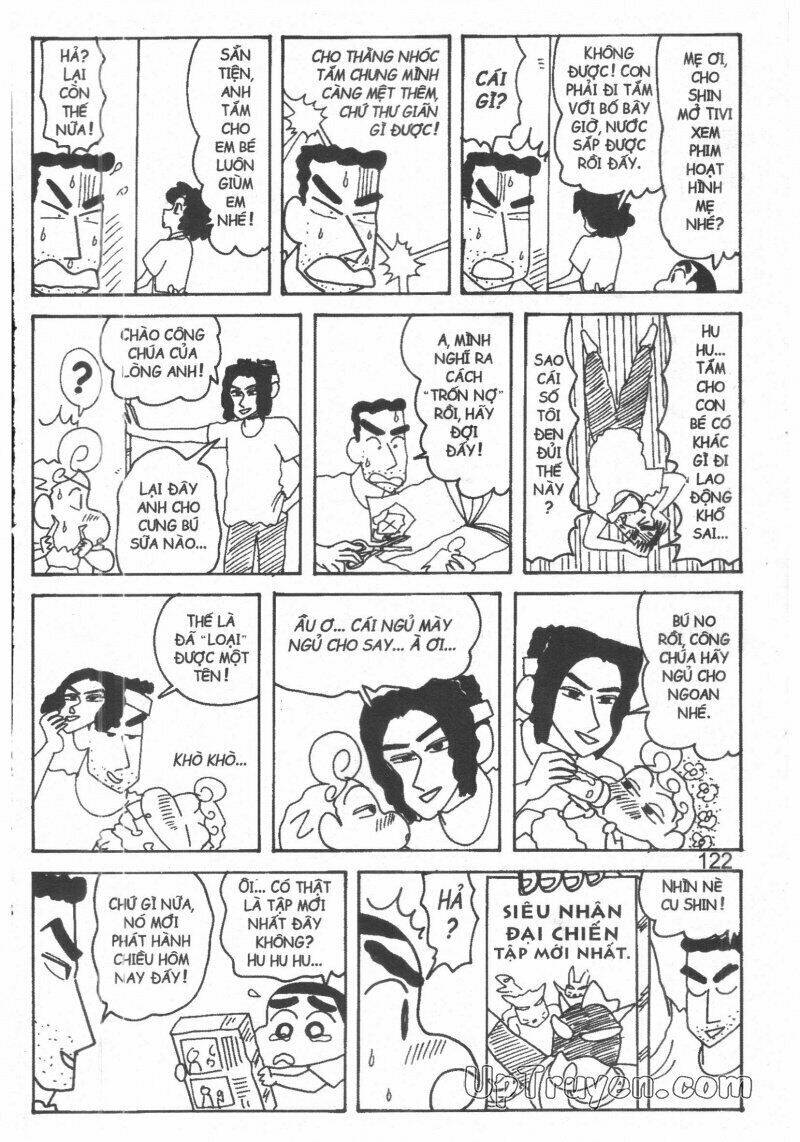 MẸ ƠI,
CHO
SHIN
MỞ TIVI
XEM
PHIM
HOẠT
HÌNH
MẸ NHÉ?
KHÔNG
ĐƯỢC! CON
PHẢI ĐI TẮM
VỚI BỐ BÂY
GIỜ, NƯỚC
SẮP ĐƯỢC
RỒI ĐẤY.
CÁI
GÌ?
CHO THẰNG NHÓC
TẮM CHUNG MÌNH
CÀNG MỆT THÊM,
CHỨ THƯ GIÃN
GÌ ĐƯỢC!
SẴN
TIỆN,
ANH
TẮM
CHO
EM BÉ
LUÔN
GIÙM
EM
NHÉ!
HẢ?
LẠI
CÒN
THẾ
NỮA!
HU
HU...
TẮM
CHO
CON
BÉ CÓ
KHÁC
GÌ ĐI
LAO
ĐỘNG
KHỔ
SAI...
SAO
CÁI
SỐ
TÔI
ĐEN
ĐỦI
THẾ
NÀY
?
A, MÌNH
NGHĨ RA
CÁCH
"TRỐN NỢ"
RỒI, HÃY
ĐỢI
ĐẤY!
CHÀO CÔNG
CHÚA CỦA
LÒNG ANH!
LẠI ĐÂY
ANH CHO
CƯNG BÚ
SỮA NÀO...
?
BÚ NO
RỒI, CÔNG
CHÚA HÃY
NGỦ CHO
NGOAN
NHÉ.
ẦU Ơ... CÁI NGỦ MÀY
NGỦ CHO SAY... À ƠI...
THẾ LÀ
ĐÃ "LOẠI"
ĐƯỢC MỘT
TÊN!
KHÒ KHÒ...
122
NHÌN NÈ
CU SHIN!
SIÊU NHÂN
ĐẠI CHIẾN
TẬP MỚI NHẤT.
HẢ
?
ÔI... CÓ THẬT
LÀ TẬP MỚI
NHẤT ĐÂY
KHÔNG?
HU HU HU...
CHỨ GÌ NỮA,
NÓ MỚI
PHÁT HÀNH
CHIỀU HÔM
NAY ĐẤY!
UpTruyen.com